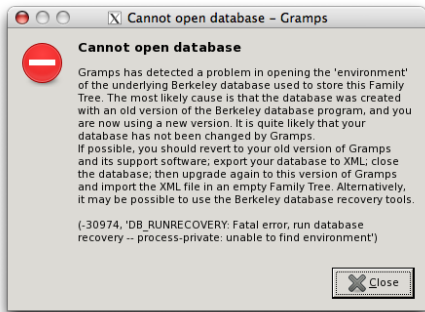 Cannot open database – Gramps
Cannot open database
Gramps has detected a problem in opening the 'environment'
of the underlying Berkeley database used to store this Family
Tree. The most likely cause is that the database was created
with an old version of the Berkeley database program, and you
are now using a new version. It is quite likely that your
database has not been changed by Gramps.
If possible, you should revert to your old version of Gramps
and its support software; export your database to XML; close
the database; then upgrade again to this version of Gramps
and import the XML file in an empty Family Tree. Alternatively,
it may be possible to use the Berkeley database recovery tools.
(-30974, 'DB_RUNRECOVERY: Fatal error, run database
recovery -- process-private: unable to find environment')
Close